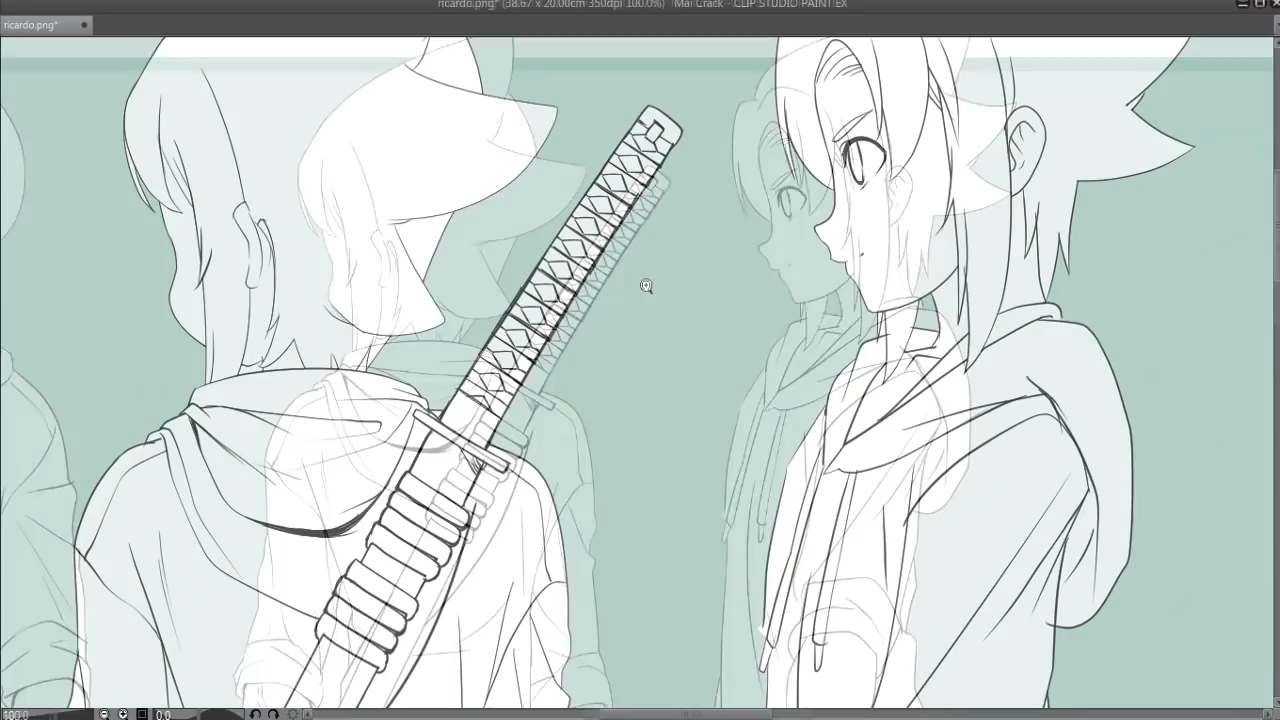 ricardo.png* (38.67 x 20.00cm 350dpi 100.0%) Mai Crack - CLIP STUDIO PAINT EX
ricardo.png*
100.0
0.0